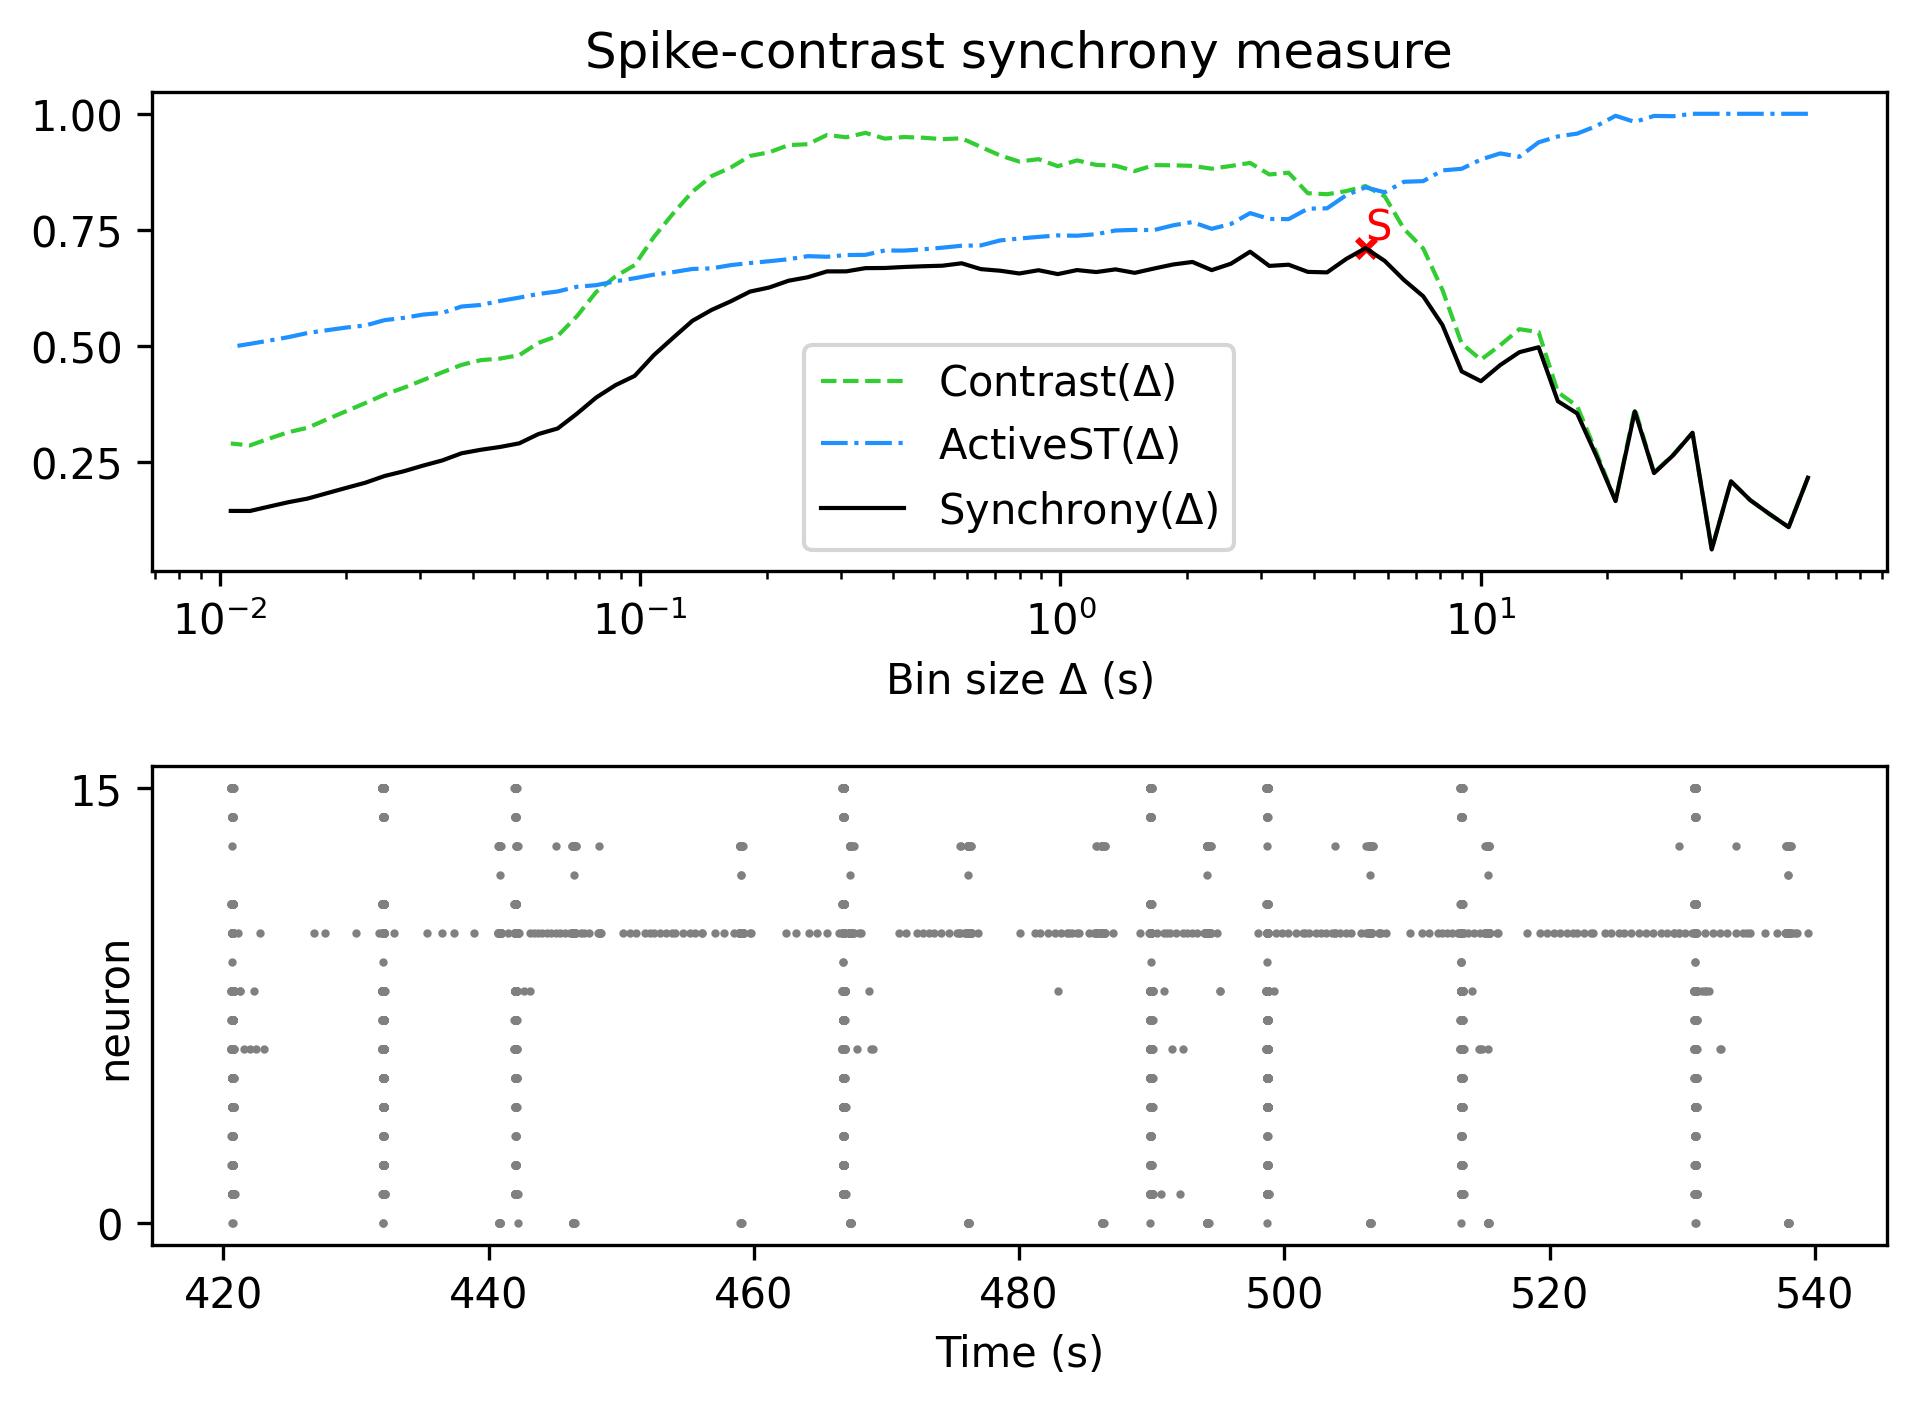 Spike-contrast synchrony measure
1.00
0.75
0.50
0.25
S
Contrast(Δ)
ActiveST(Δ)
Synchrony(Δ)
10⁻² 10⁻¹ 10⁰ 10¹
Bin size Δ (s)
15
0
neuron
420 440 460 480 500 520 540
Time (s)